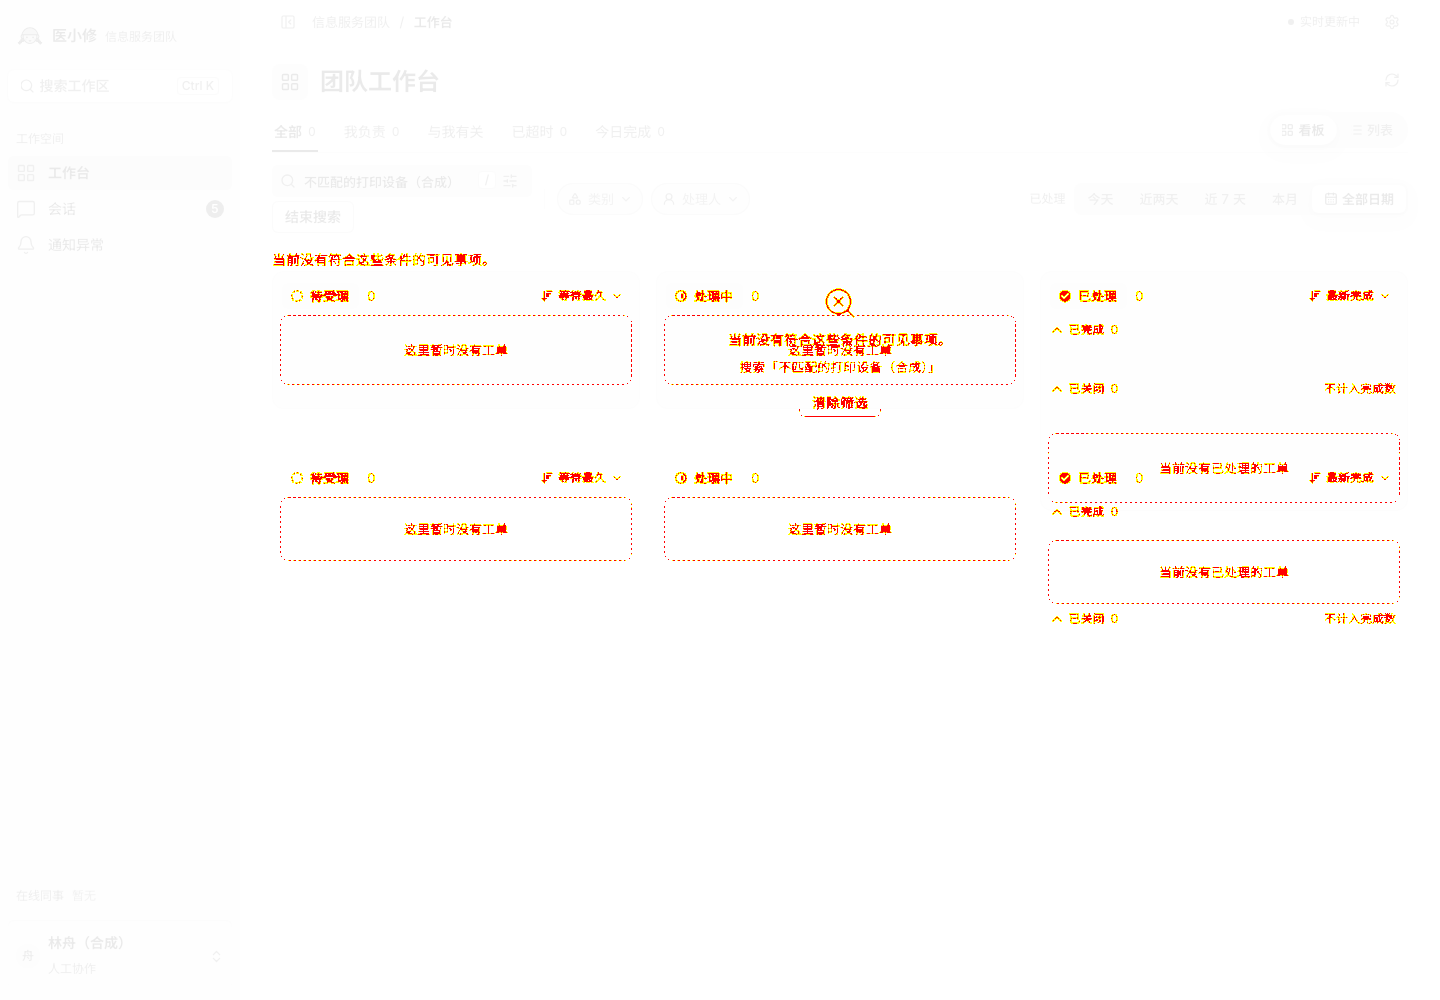 医小修 信息服务团队
信息服务团队 / 工作台
实时更新中
搜索工作区 Ctrl K
团队工作台
工作空间
全部 0 我负责 0 与我有关 已超时 0 今日完成 0
看板 列表
工作台
不匹配的打印设备（合成） /
类别 处理人
已处理 今天 近两天 近 7 天 本月 全部日期
会话 5
结束搜索
通知异常
当前没有符合这些条件的可见事项。
待受理 0 等待最久
处理中 0
已处理 0 最新完成
已完成 0
当前没有符合这些条件的可见事项。
这里暂时没有工单
这里暂时没有工单
搜索「不匹配的打印设备（合成）」
已关闭 0 不计入完成数
清除筛选
当前没有已处理的工单
待受理 0 等待最久
处理中 0
已处理 0 最新完成
已完成 0
这里暂时没有工单
这里暂时没有工单
当前没有已处理的工单
已关闭 0 不计入完成数
在线同事 暂无
舟 林舟（合成）
人工协作